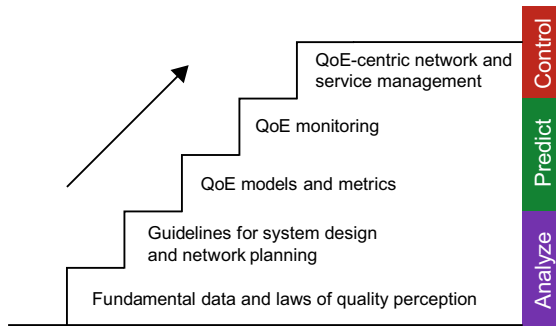 QoE-centric network and
service management
QoE monitoring
QoE models and metrics
Guidelines for system design
and network planning
Fundamental data and laws of quality perception
Control
Predict
Analyze